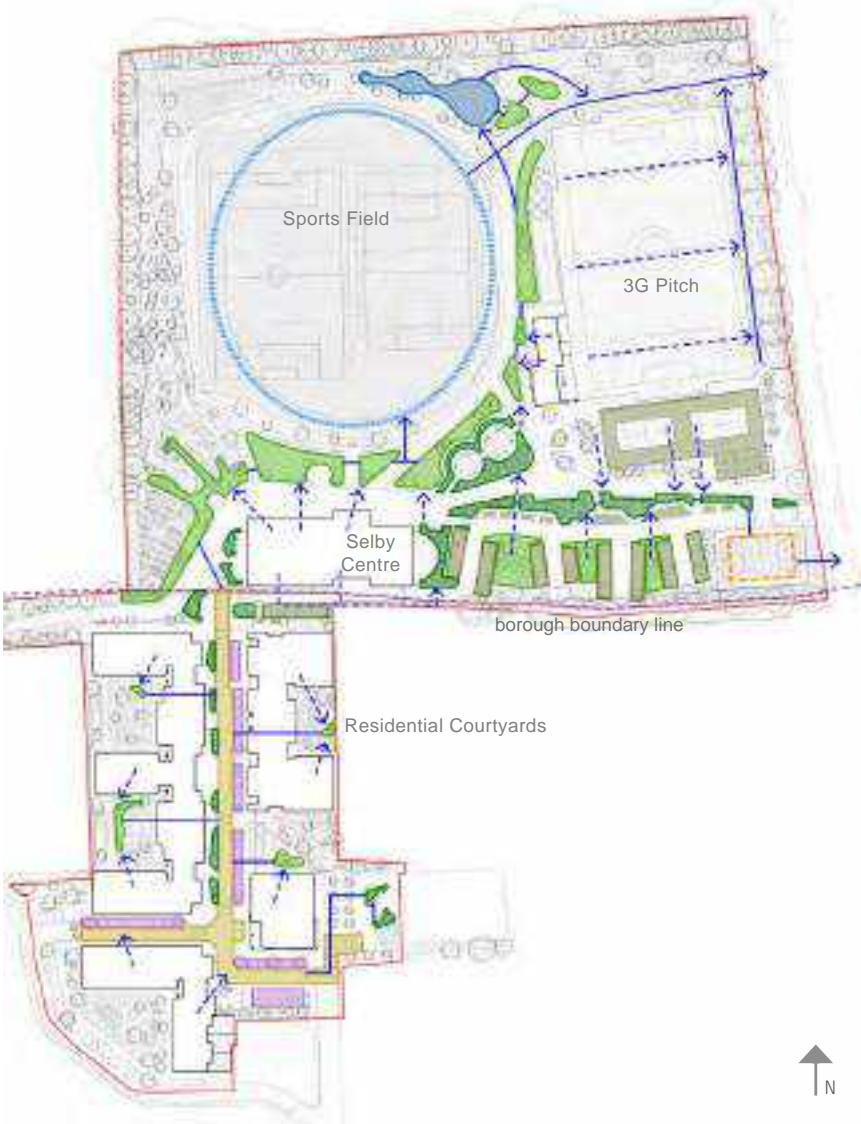 Sports Field
3G Pitch
Selby
Centre
borough boundary line
Residential Courtyards
N